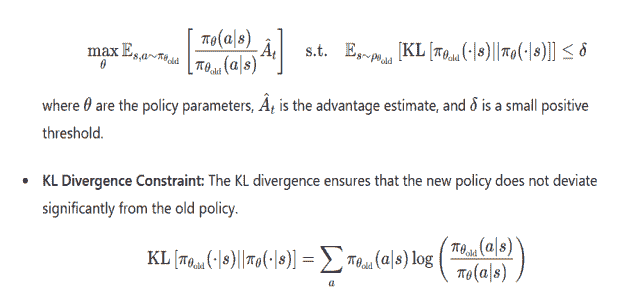 max_θ 𝔼_{s,a∼π_{θ_old}} [ π_θ(a|s) / π_{θ_old}(a|s) Â_t ] s.t. 𝔼_{s∼ρ_{θ_old}} [KL [π_{θ_old}(·|s)||π_θ(·|s)]] ≤ δ
where θ are the policy parameters, Â_t is the advantage estimate, and δ is a small positive
threshold.
• KL Divergence Constraint: The KL divergence ensures that the new policy does not deviate
significantly from the old policy.
KL [π_{θ_old}(·|s)||π_θ(·|s)] = ∑_a π_{θ_old}(a|s) log ( π_{θ_old}(a|s) / π_θ(a|s) )